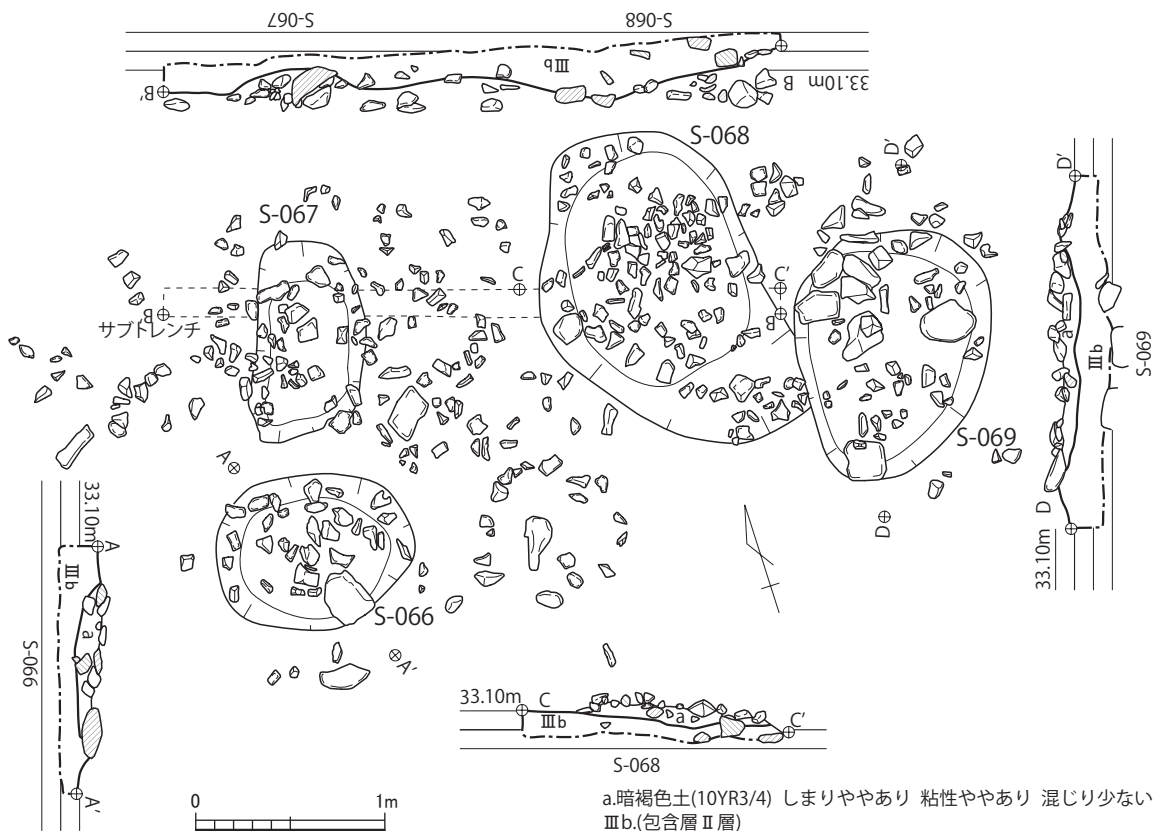 S-067
S-068
Ⅲb
B'
B
33.10m
S-068
S-067
D'
D'
C
C'
B'
B
サブトレンチ
a
Ⅲb
S-069
S-069
A
D
33.10m
A
Ⅲb
a
S-066
A'
S-066
A'
D
33.10m
33.10m
C
Ⅲb
a
C'
S-068
0
1m
a.暗褐色土(10YR3/4) しまりややあり 粘性ややあり 混じり少ない
Ⅲb.(包含層Ⅱ層)